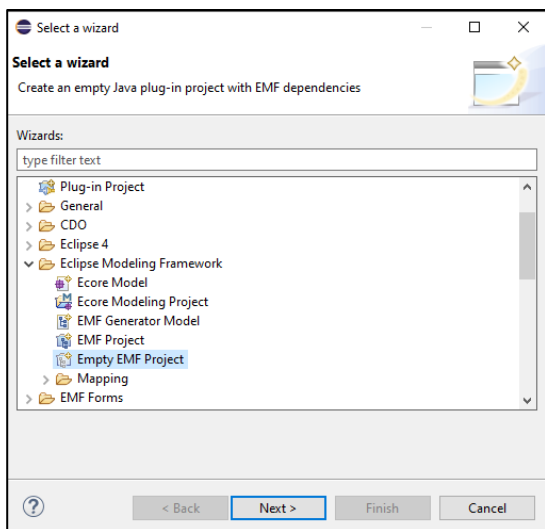 Select a wizard
Select a wizard
Create an empty Java plug-in project with EMF dependencies
Wizards:
type filter text
Plug-in Project
General
CDO
Eclipse 4
Eclipse Modeling Framework
Ecore Model
Ecore Modeling Project
EMF Generator Model
EMF Project
Empty EMF Project
Mapping
EMF Forms
? < Back Next > Finish Cancel